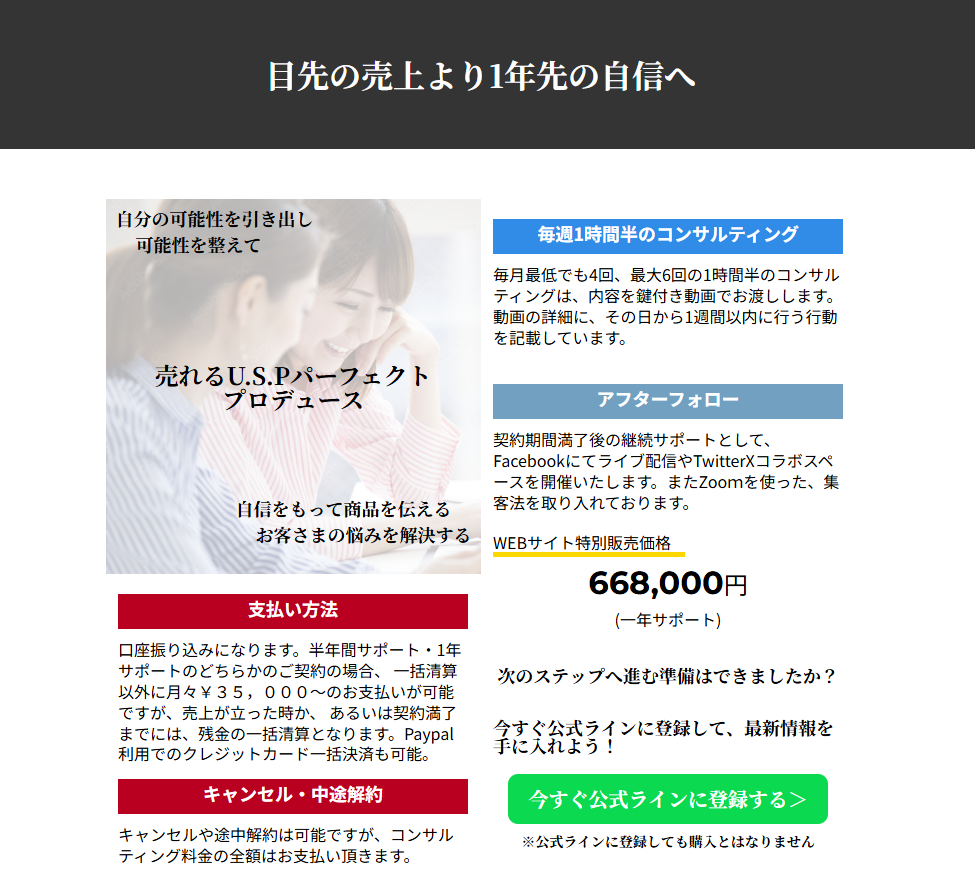 目先の売上より1年先の自信へ
自分の可能性を引き出し
可能性を整えて
売れるU.S.Pパーフェクト
プロデュース
自信をもって商品を伝える
お客さまの悩みを解決する
支払い方法
口座振り込みになります。半年間サポート・1年
サポートのどちらかのご契約の場合、 一括清算
以外に月々￥３５，０００〜のお支払いが可能
ですが、売上が立った時か、 あるいは契約満了
までには、残金の一括清算となります。Paypal
利用でのクレジットカード一括決済も可能。
キャンセル・中途解約
キャンセルや途中解約は可能ですが、コンサル
ティング料金の全額はお支払い頂きます。
毎週1時間半のコンサルティング
毎月最低でも4回、最大6回の1時間半のコンサル
ティングは、内容を鍵付き動画でお渡しします。
動画の詳細に、その日から1週間以内に行う行動
を記載しています。
アフターフォロー
契約期間満了後の継続サポートとして、
Facebookにてライブ配信やTwitterXコラボスペ
ースを開催いたします。またZoomを使った、集
客法を取り入れております。
WEBサイト特別販売価格
668,000円
(一年サポート)
次のステップへ進む準備はできましたか？
今すぐ公式ラインに登録して、最新情報を
手に入れよう！
今すぐ公式ラインに登録する＞
※公式ラインに登録しても購入とはなりません